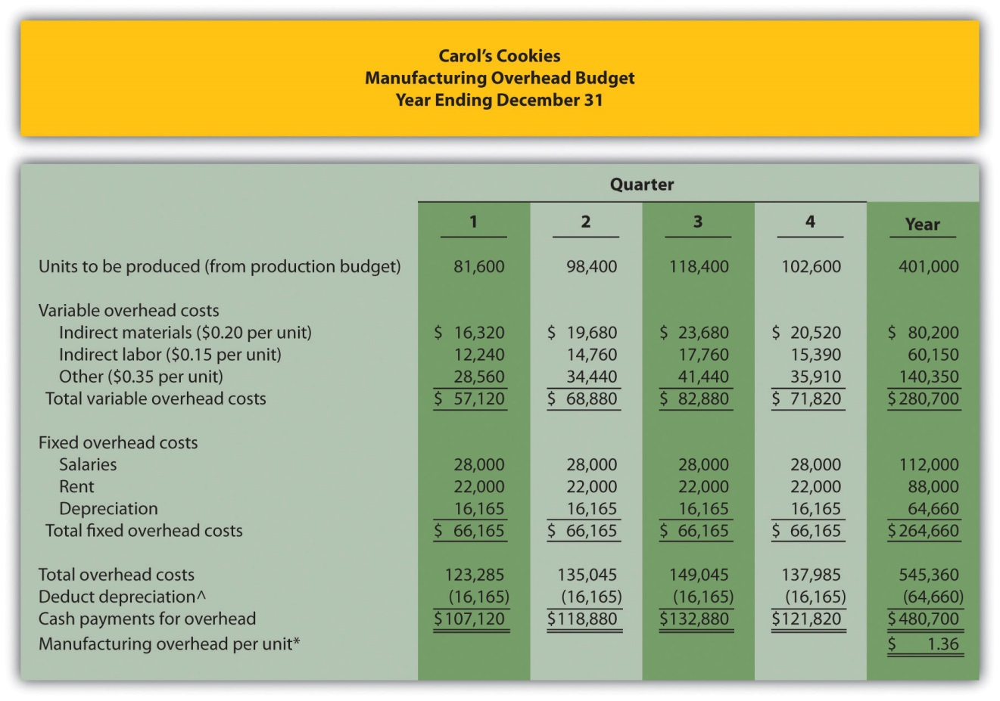 Carol’s Cookies
Manufacturing Overhead Budget
Year Ending December 31
Quarter
1 2 3 4 Year
Units to be produced (from production budget) 81,600 98,400 118,400 102,600 401,000
Variable overhead costs
Indirect materials ($0.20 per unit) $ 16,320 $ 19,680 $ 23,680 $ 20,520 $ 80,200
Indirect labor ($0.15 per unit) 12,240 14,760 17,760 15,390 60,150
Other ($0.35 per unit) 28,560 34,440 41,440 35,910 140,350
Total variable overhead costs $ 57,120 $ 68,880 $ 82,880 $ 71,820 $280,700
Fixed overhead costs
Salaries 28,000 28,000 28,000 28,000 112,000
Rent 22,000 22,000 22,000 22,000 88,000
Depreciation 16,165 16,165 16,165 16,165 64,660
Total fixed overhead costs $ 66,165 $ 66,165 $ 66,165 $ 66,165 $264,660
Total overhead costs 123,285 135,045 149,045 137,985 545,360
Deduct depreciation^ (16,165) (16,165) (16,165) (16,165) (64,660)
Cash payments for overhead $107,120 $118,880 $132,880 $121,820 $480,700
Manufacturing overhead per unit* $ 1.36